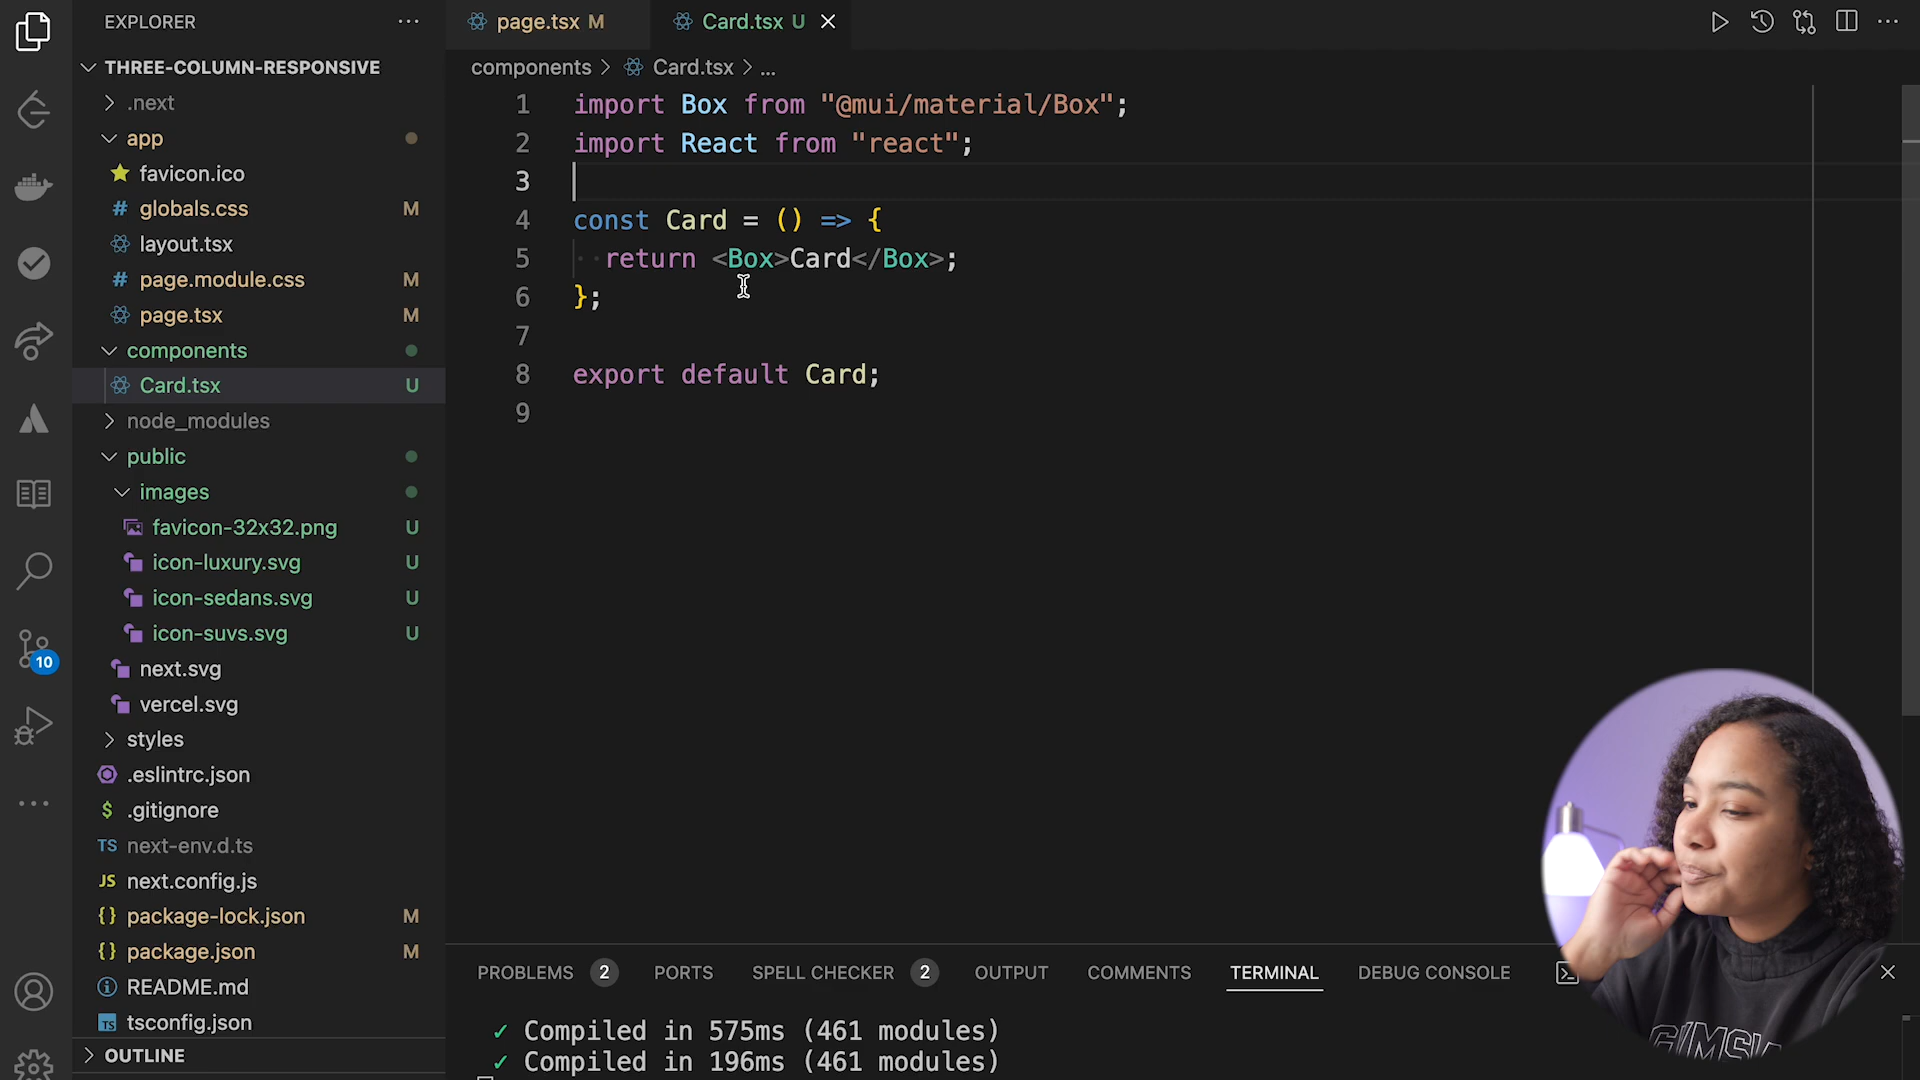 EXPLORER
THREE-COLUMN-RESPONSIVE
.next
app
favicon.ico
globals.css M
layout.tsx
page.module.css M
page.tsx M
components
Card.tsx U
node_modules
public
images
favicon-32x32.png U
icon-luxury.svg U
icon-sedans.svg U
icon-suvs.svg U
next.svg
vercel.svg
styles
.eslintrc.json
$ .gitignore
TS next-env.d.ts
JS next.config.js
{} package-lock.json M
{} package.json M
README.md
TS tsconfig.json
OUTLINE
10
page.tsx M
Card.tsx U
components > Card.tsx > ...
1 import Box from "@mui/material/Box";
2 import React from "react";
3
4 const Card = () => {
5 return <Box>Card</Box>;
6 };
7
8 export default Card;
9
PROBLEMS 2 PORTS SPELL CHECKER 2 OUTPUT COMMENTS TERMINAL DEBUG CONSOLE
✓ Compiled in 575ms (461 modules)
✓ Compiled in 196ms (461 modules)